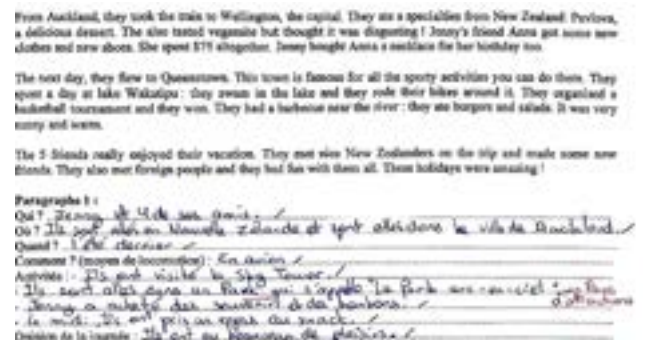 From Auckland, they took the train to Wellington, the capital. They ate a specialties from New Zealand: Pavlova,
a delicious dessert. The also tasted vegemite but thought it was disgusting ! Jenny's friend Anna got some new
clothes and new shoes. She spent $75 altogether. Jenny bought Anna a necklace for her birthday too.
The next day, they flew to Queenstown. This town is famous for all the sporty activities you can do there. They
spent a day at lake Wakatipu : they swam in the lake and they rode their bikes around it. They organised a
basketball tournament and they won. They had a barbecue near the river : they ate burgers and salads. It was very
sunny and warm.
The 5 friends really enjoyed their vacation. They met nice New Zealanders on the trip and made some new
friends. They also met foreign people and they had fun with them all. These holidays were amazing !
Paragraphe 1 :
Qui ? Jenny et 4 de ses amis.
Où ? Ils sont allés en Nouvelle Zélande et sont allés dans la ville de Auckland.
Quand ? L'été dernier
Comment ? (moyen de locomotion) : En avion
Activités : - Ils ont visité la Sky Tower.
- Ils sont allés dans un Park qui s'appelle "Le Park arc-en-ciel
d'attractions
- Jenny a acheté des souvenir et des bonbons.
- le midi: Ils ont pris un repas au snack.
Opinion de la journée : Ils ont eu beaucoup de plaisirs.